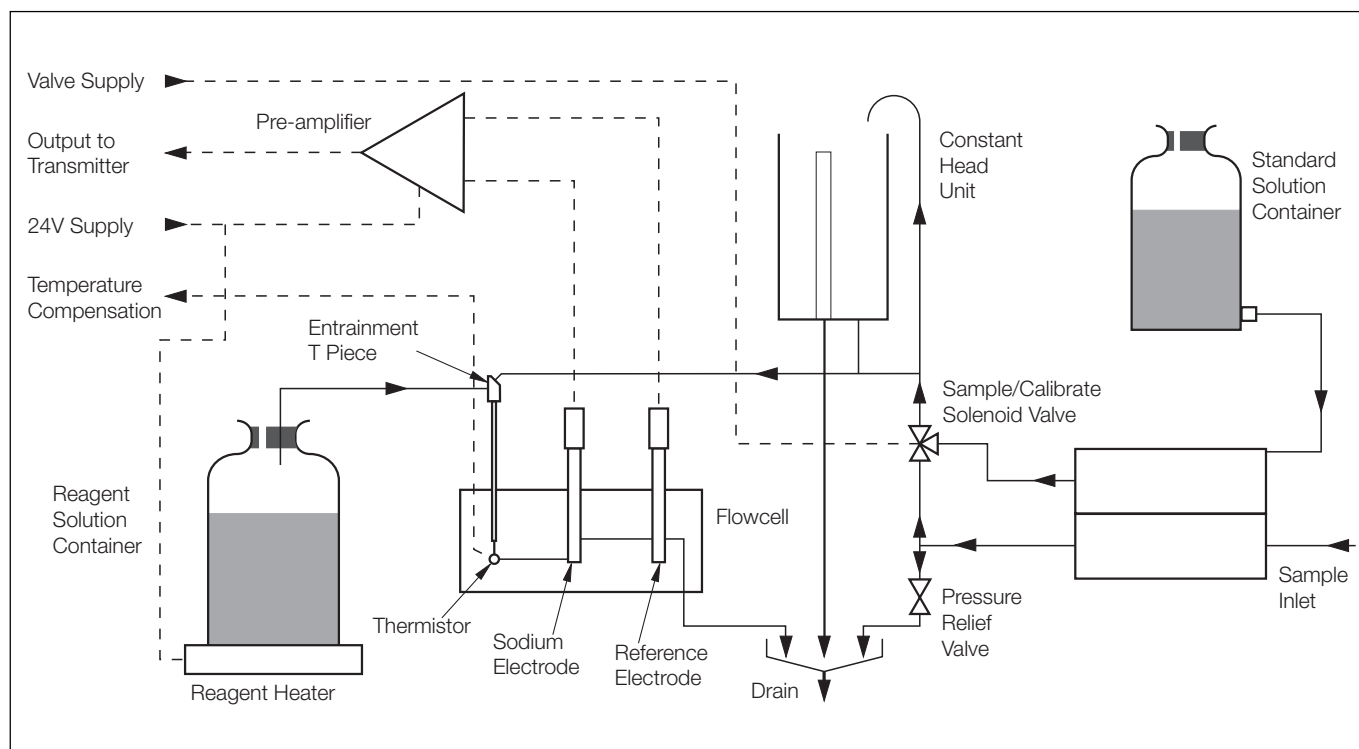 Valve Supply
Pre-amplifier
Output to
Transmitter
24V Supply
Temperature
Compensation
Entrainment
T Piece
Constant
Head
Unit
Standard
Solution
Container
Sample/Calibrate
Solenoid Valve
Reagent
Solution
Container
Flowcell
Thermistor
Sodium
Electrode
Reference
Electrode
Pressure
Relief
Valve
Sample
Inlet
Reagent Heater
Drain